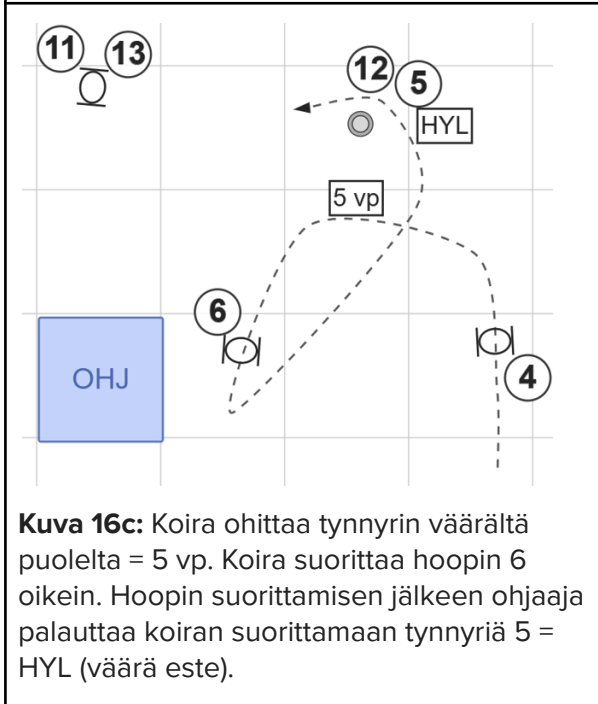 11 13
12 5
HYL
5 vp
6
OHJ
4
Kuva 16c: Koira ohittaa tynnyrin väärältä
puolelta = 5 vp. Koira suorittaa hoopin 6
oikein. Hoopin suorittamisen jälkeen ohjaaja
palauttaa koiran suorittamaan tynnyriä 5 =
HYL (väärä este).